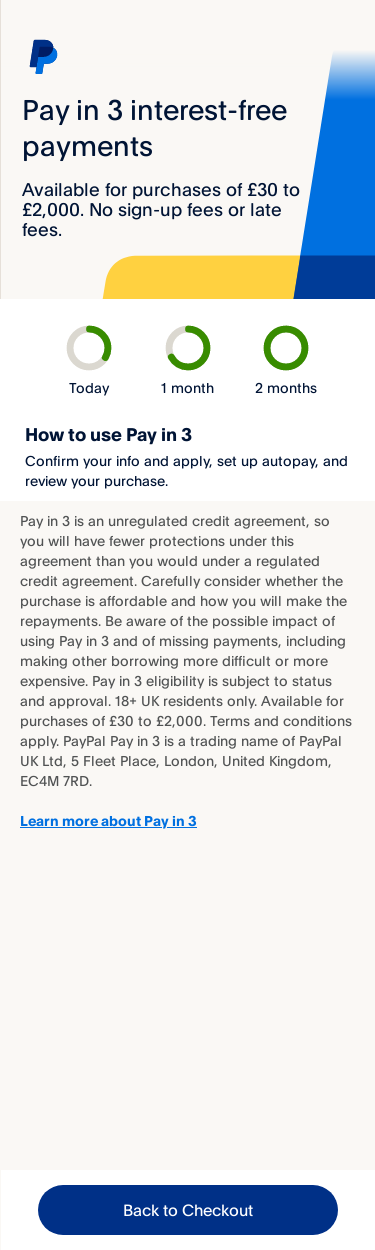 Pay in 3 interest-free
payments
Available for purchases of £30 to
£2,000. No sign-up fees or late
fees.
Today
1 month
2 months
How to use Pay in 3
Confirm your info and apply, set up autopay, and
review your purchase.
Pay in 3 is an unregulated credit agreement, so
you will have fewer protections under this
agreement than you would under a regulated
credit agreement. Carefully consider whether the
purchase is affordable and how you will make the
repayments. Be aware of the possible impact of
using Pay in 3 and of missing payments, including
making other borrowing more difficult or more
expensive. Pay in 3 eligibility is subject to status
and approval. 18+ UK residents only. Available for
purchases of £30 to £2,000. Terms and conditions
apply. PayPal Pay in 3 is a trading name of PayPal
UK Ltd, 5 Fleet Place, London, United Kingdom,
EC4M 7RD.
Learn more about Pay in 3
Back to Checkout